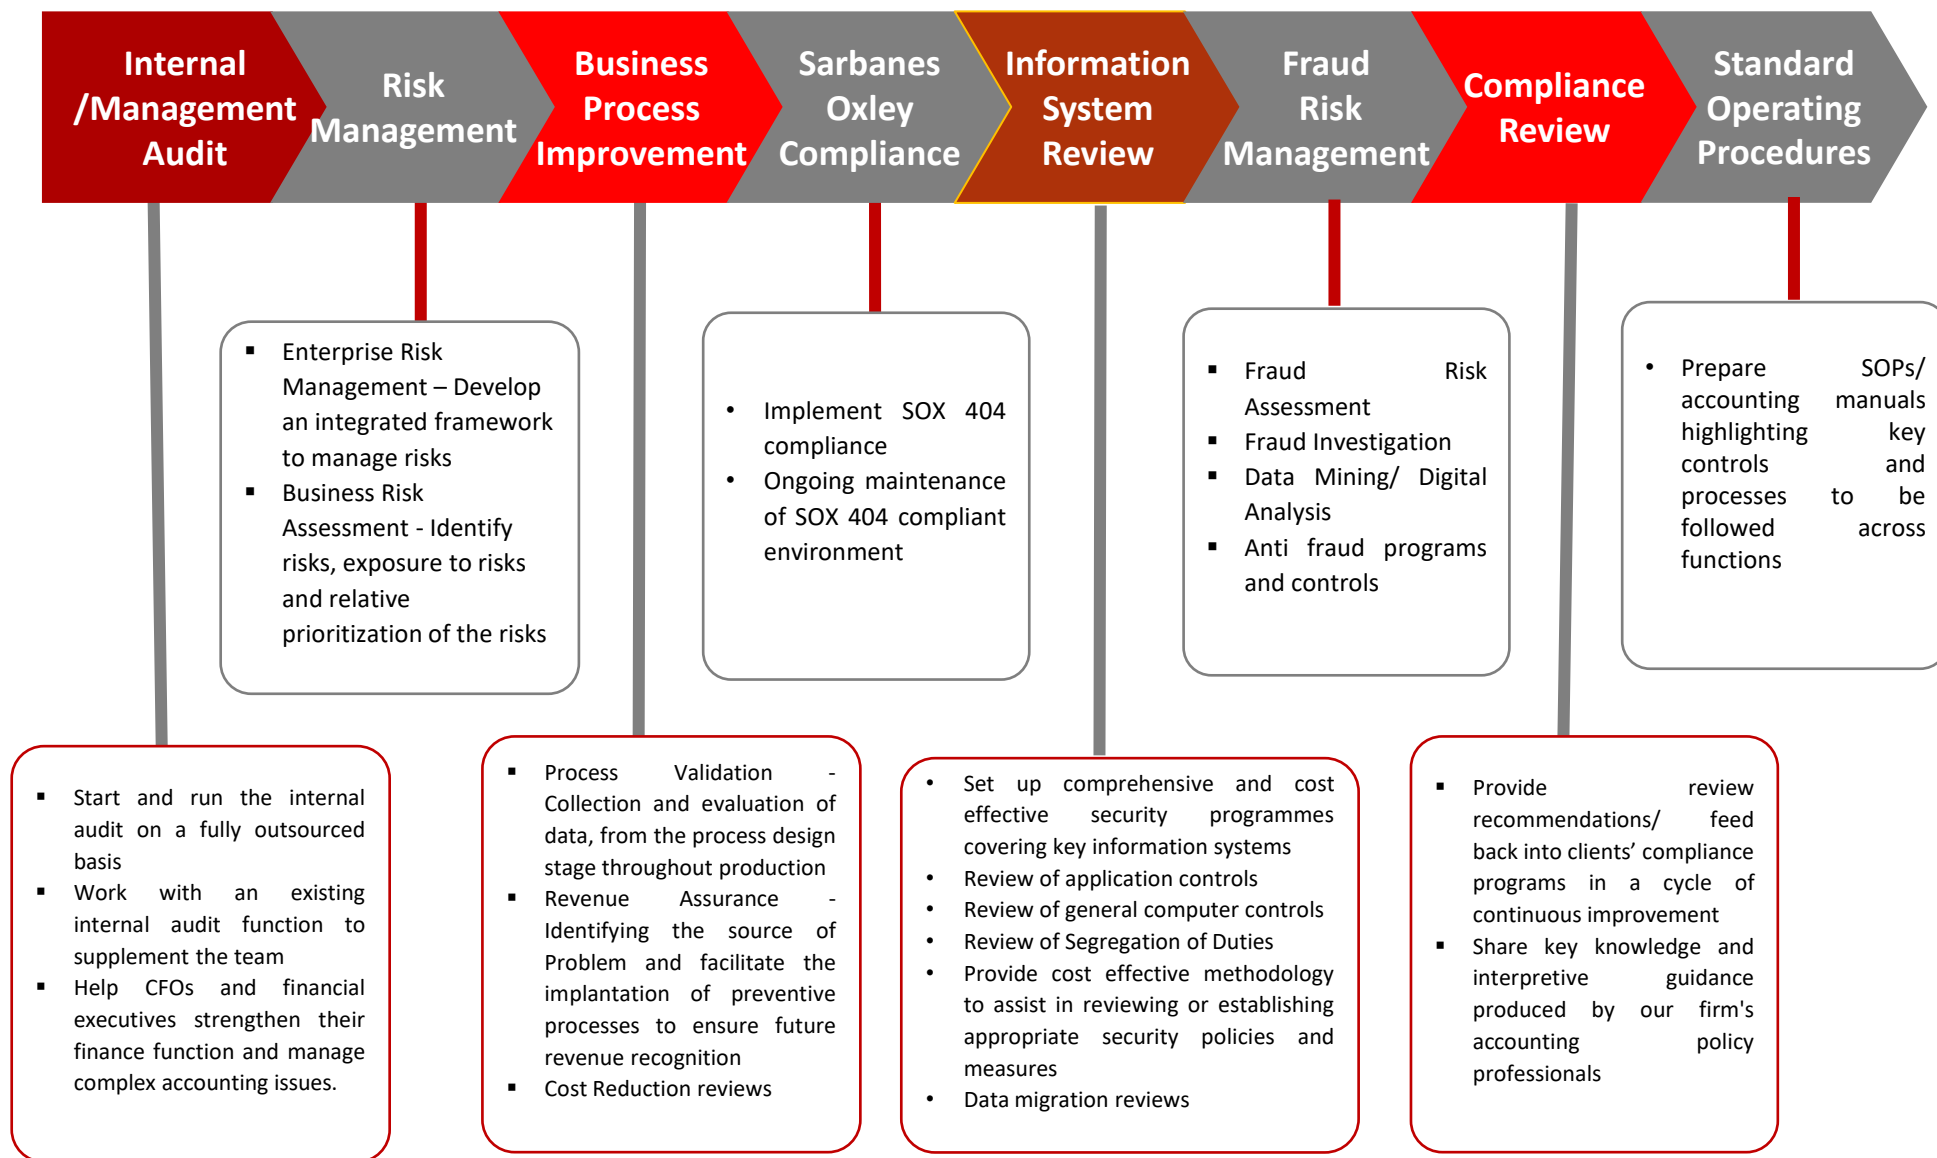 Internal
/Management
Audit
Risk
Management
Business
Process
Improvement
Sarbanes
Oxley
Compliance
Information
System
Review
Fraud
Risk
Management
Compliance
Review
Standard
Operating
Procedures
▪ Enterprise Risk
Management – Develop
an integrated framework
to manage risks
▪ Business Risk
Assessment - Identify
risks, exposure to risks
and relative
prioritization of the risks
• Implement SOX 404
compliance
• Ongoing maintenance
of SOX 404 compliant
environment
▪ Fraud Risk
Assessment
▪ Fraud Investigation
▪ Data Mining/ Digital
Analysis
▪ Anti fraud programs
and controls
• Prepare SOPs/
accounting manuals
highlighting key
controls and
processes to be
followed across
functions
▪ Start and run the internal
audit on a fully outsourced
basis
▪ Work with an existing
internal audit function to
supplement the team
▪ Help CFOs and financial
executives strengthen their
finance function and manage
complex accounting issues.
▪ Process Validation -
Collection and evaluation of
data, from the process design
stage throughout production
▪ Revenue Assurance -
Identifying the source of
Problem and facilitate the
implantation of preventive
processes to ensure future
revenue recognition
▪ Cost Reduction reviews
• Set up comprehensive and cost
effective security programmes
covering key information systems
• Review of application controls
• Review of general computer controls
• Review of Segregation of Duties
• Provide cost effective methodology
to assist in reviewing or establishing
appropriate security policies and
measures
• Data migration reviews
▪ Provide review
recommendations/ feed
back into clients’ compliance
programs in a cycle of
continuous improvement
▪ Share key knowledge and
interpretive guidance
produced by our firm's
accounting policy
professionals